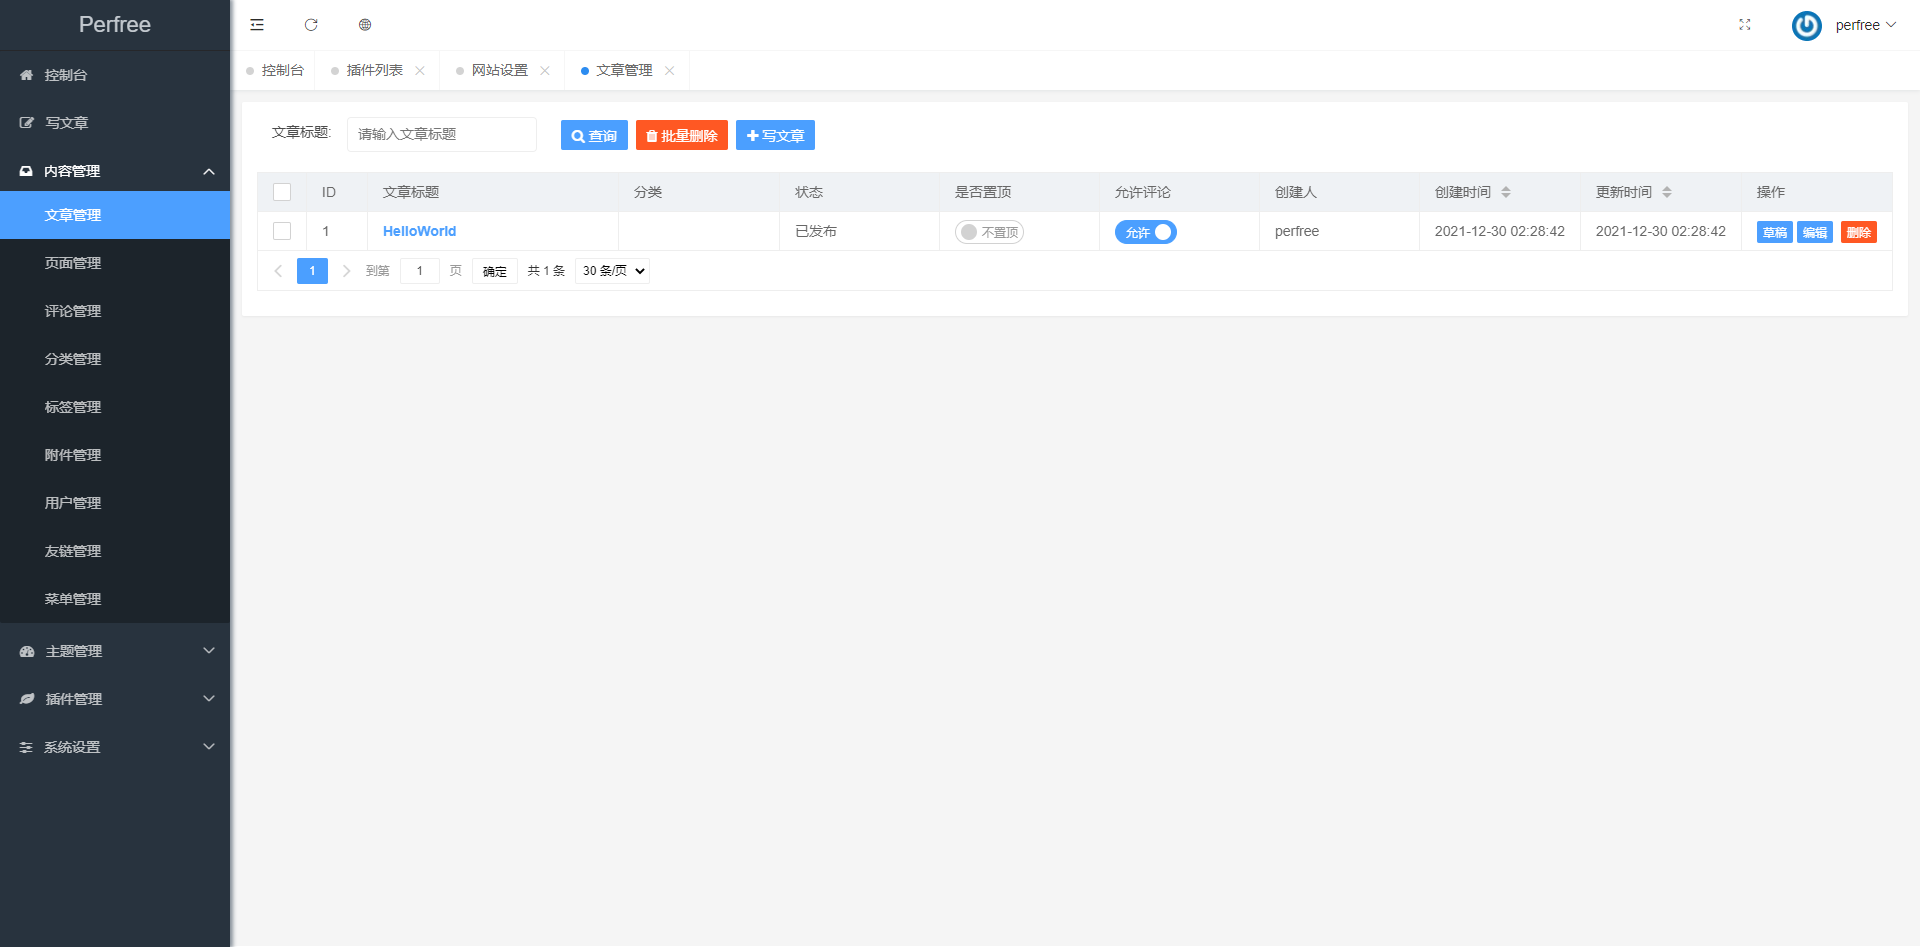 Perfree
perfree
控制台
插件列表
网站设置
文章管理
控制台
写文章
内容管理
文章管理
页面管理
评论管理
分类管理
标签管理
附件管理
用户管理
友链管理
菜单管理
主题管理
插件管理
系统设置
文章标题: 请输入文章标题 查询 批量删除 写文章
ID 文章标题 分类 状态 是否置顶 允许评论 创建人 创建时间 更新时间 操作
1 HelloWorld 已发布 不置顶 允许 perfree 2021-12-30 02:28:42 2021-12-30 02:28:42 草稿 编辑 删除
1 到第 1 页 确定 共 1 条 30 条/页